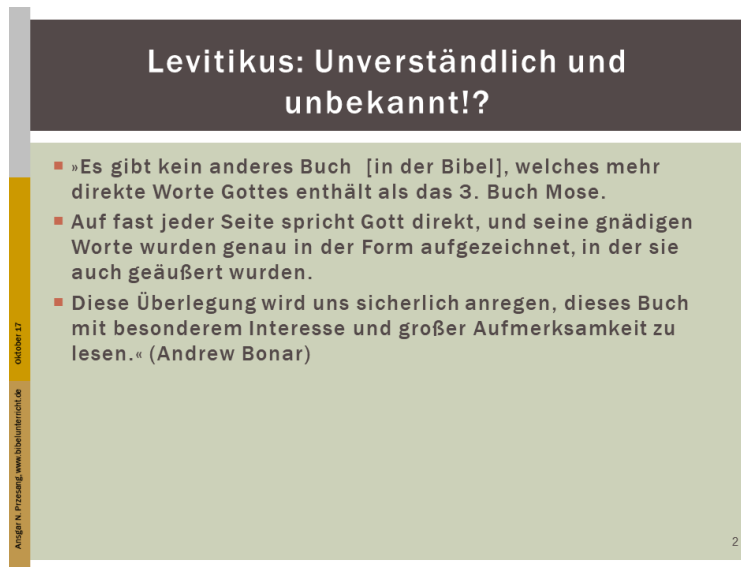 Levitikus: Unverständlich und
unbekannt!?
»Es gibt kein anderes Buch [in der Bibel], welches mehr
direkte Worte Gottes enthält als das 3. Buch Mose.
Auf fast jeder Seite spricht Gott direkt, und seine gnädigen
Worte wurden genau in der Form aufgezeichnet, in der sie
auch geäußert wurden.
Diese Überlegung wird uns sicherlich anregen, dieses Buch
mit besonderem Interesse und großer Aufmerksamkeit zu
lesen.« (Andrew Bonar)
Oktober 17
Ansgar N. Przesang, www.bibelunterricht.de
2